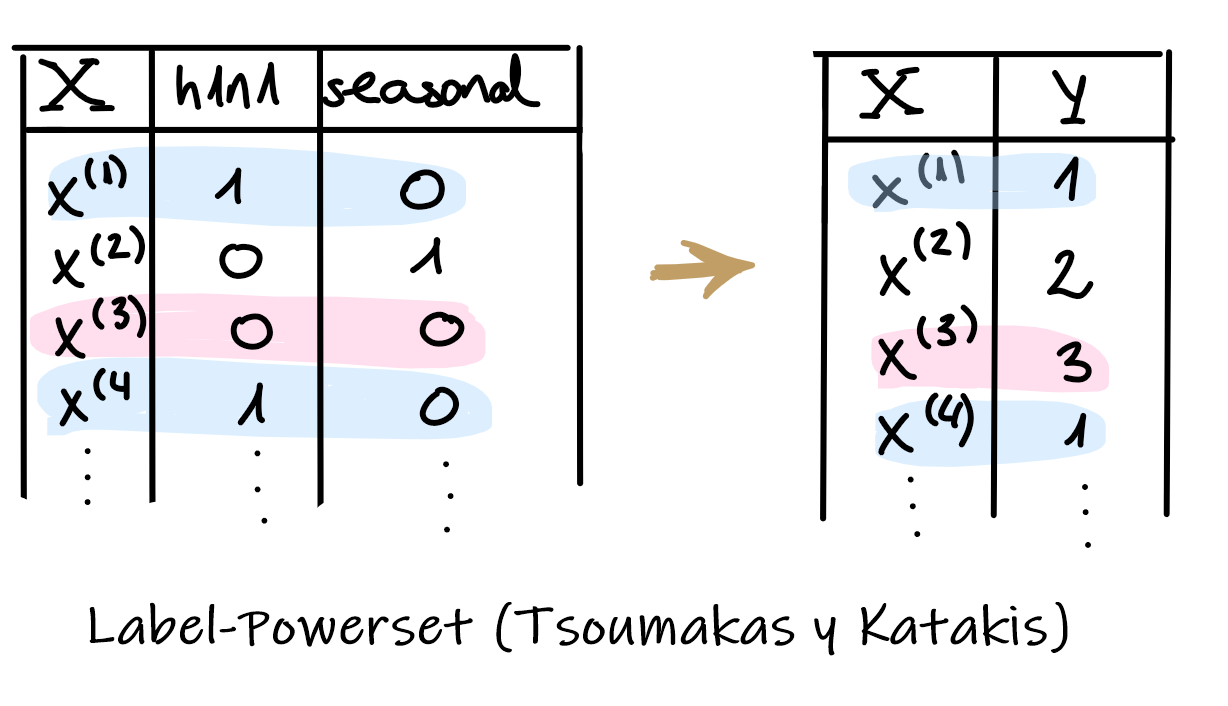 X h1n1 seasonal
x(1) 1 0
x(2) 0 1
x(3) 0 0
x(4 1 0
X y
x(1) 1
x(2) 2
x(3) 3
x(4) 1
Label-Powerset (Tsoumakas y Katakis)